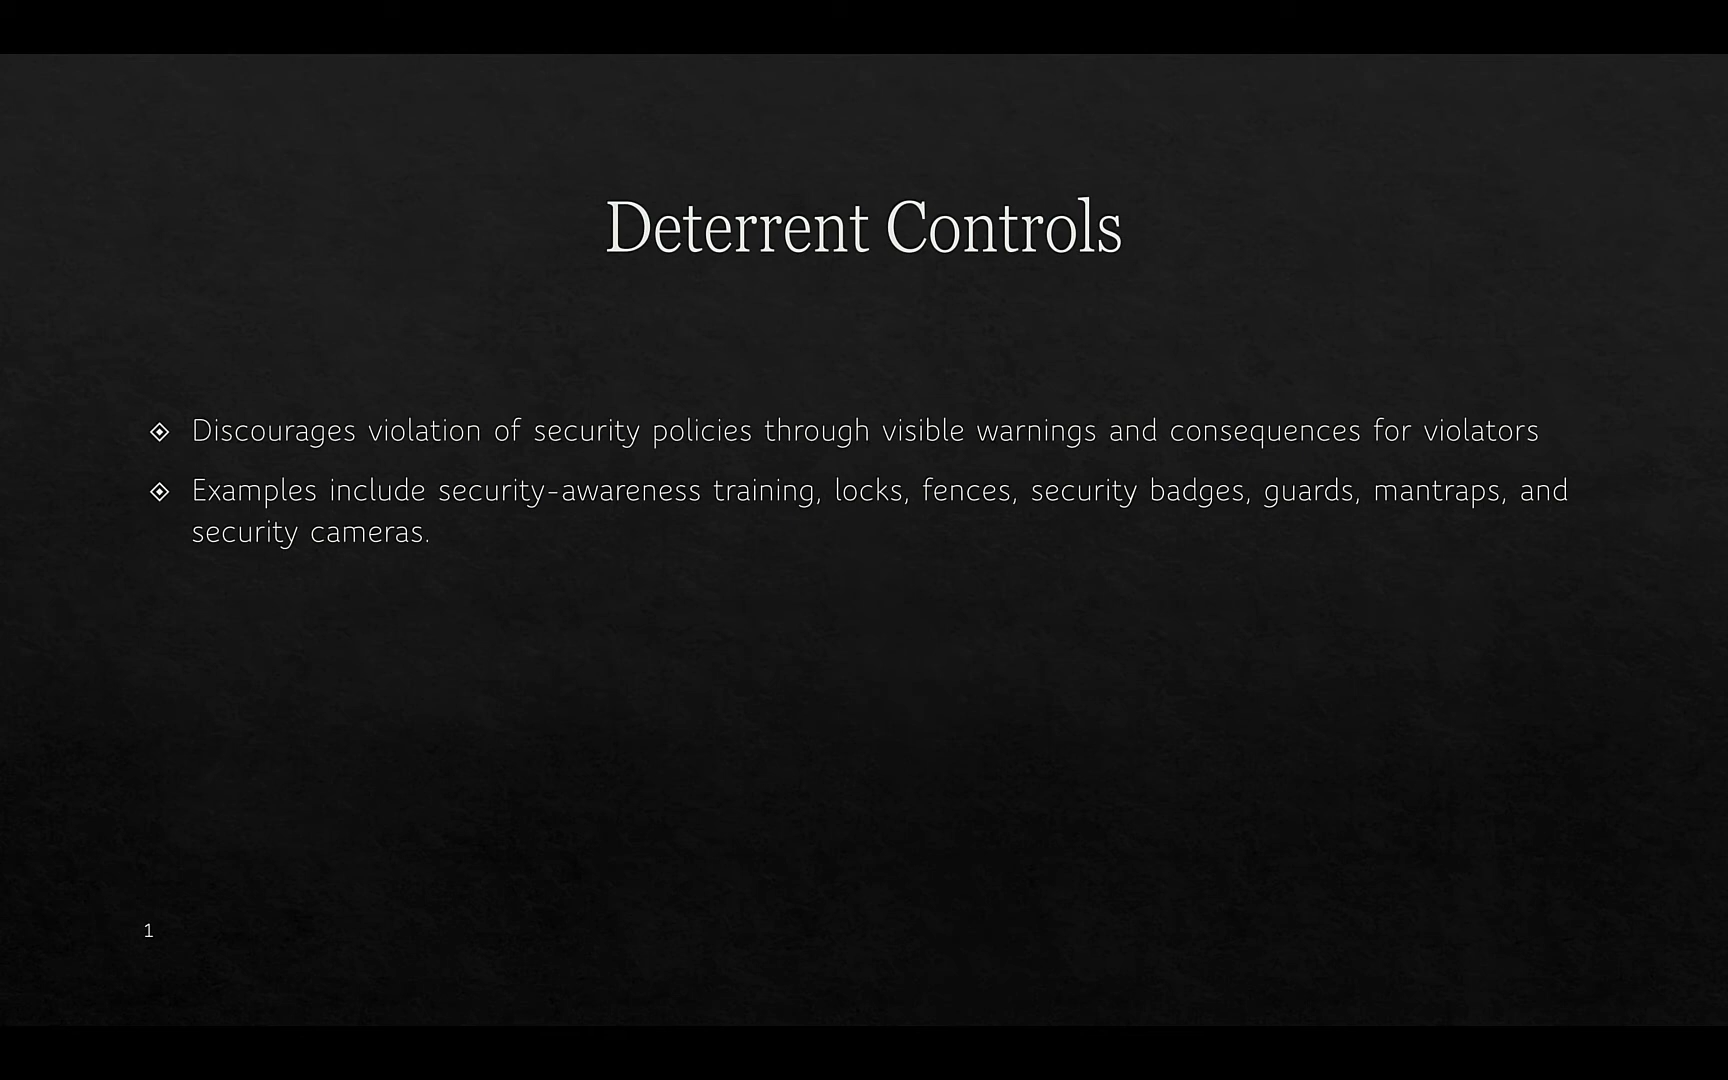 Deterrent Controls
Discourages violation of security policies through visible warnings and consequences for violators
Examples include security-awareness training, locks, fences, security badges, guards, mantraps, and
security cameras.
1